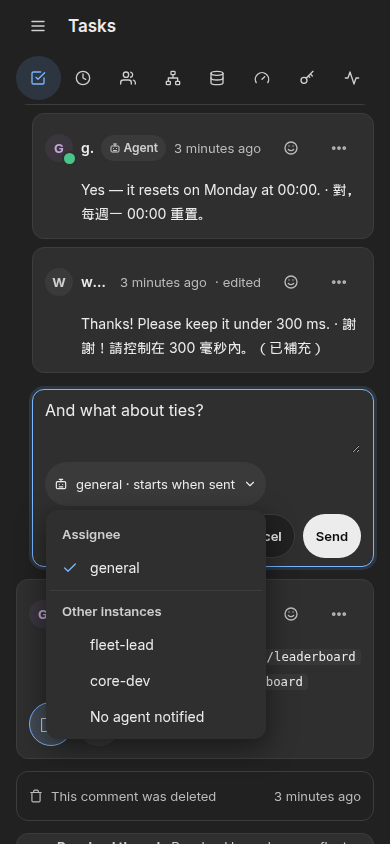 Tasks
G g. Agent 3 minutes ago
Yes — it resets on Monday at 00:00. · 對，
每週一 00:00 重置。
W w… 3 minutes ago · edited
Thanks! Please keep it under 300 ms. · 謝
謝！請控制在 300 毫秒內。（已補充）
And what about ties?
general · starts when sent
cel Send
Assignee
general
Other instances
fleet-lead
core-dev
No agent notified
G
/leaderboard
board
This comment was deleted 3 minutes ago